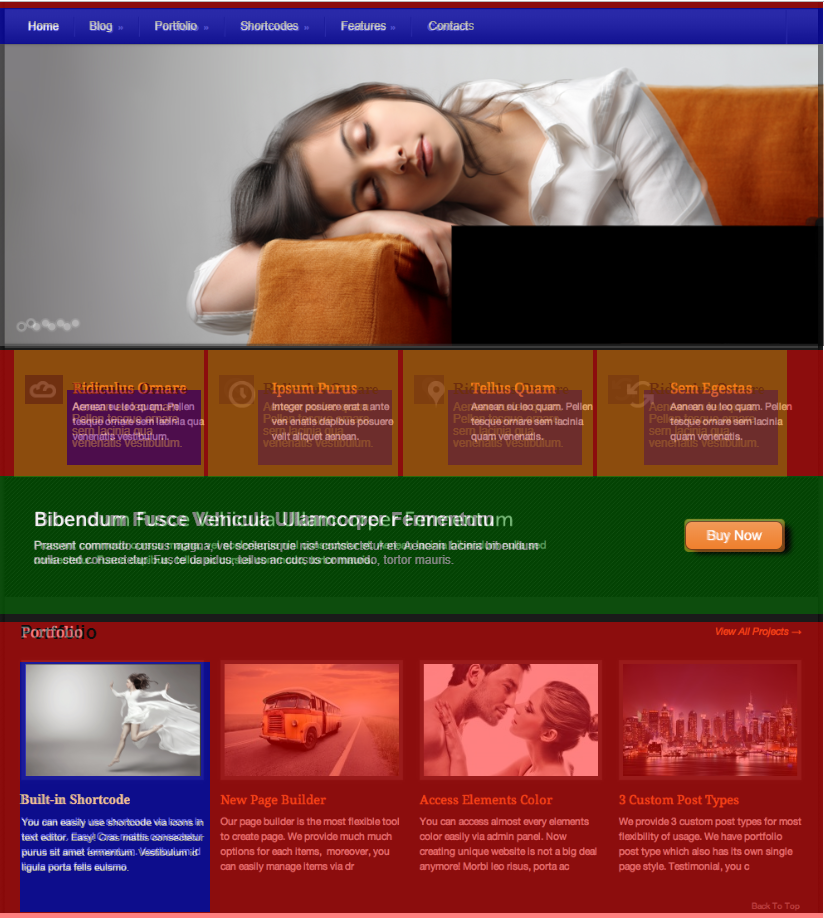 Home Blog » Portfolio » Shortcodes » Features » Contacts
Ridiculus Ornare
Aenean eu leo quam. Pellen
tesque ornare sem lacinia qua
venenatis vestibulum.
Ipsum Purus
Integer posuere erat a ante
ven enatis dapibus posuere
velit aliquet aenean.
Tellus Quam
Aenean eu leo quam. Pellen
tesque ornare sem lacinia
quam venenatis.
Sem Egestas
Aenean eu leo quam. Pellen
tesque ornare sem lacinia
quam venenatis.
Bibendum Fusce Vehicula Ullamcorper Fermentum
Prasent commodo cursus magna, vel scelerisque nisl consectetur et. Aenean lacinia bibendum
nulla sed consectetur.
Buy Now
Portfolio
View All Projects →
Built-in Shortcode
You can easily use shortcode via icons in
text editor. Easy! Cras mattis consectetur
purus sit amet fermentum. Vestibulum id
ligula porta felis euismo.
New Page Builder
Our page builder is the most flexible tool
to create page. We provide much much
options for each items, moreover, you
can easily manage items via dr
Access Elements Color
You can access almost every elements
color easily via admin panel. Now
creating unique website is not a big deal
anymore! Morbi leo risus, porta ac
3 Custom Post Types
We provide 3 custom post types for most
flexibility of usage. We have portfolio
post type which also has its own single
page style. Testimonial, you c
Back To Top